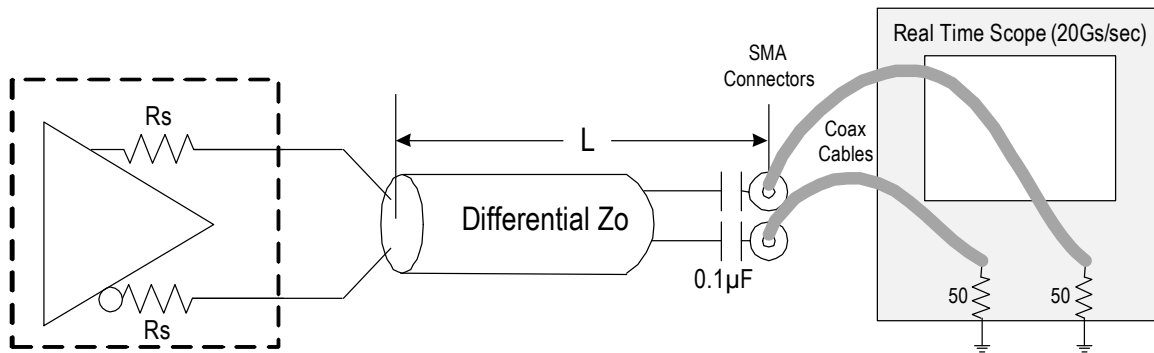 Real Time Scope (20Gs/sec)
SMA
Connectors
Rs
L
Coax
Cables
Differential Zo
0.1µF
50
50
Rs